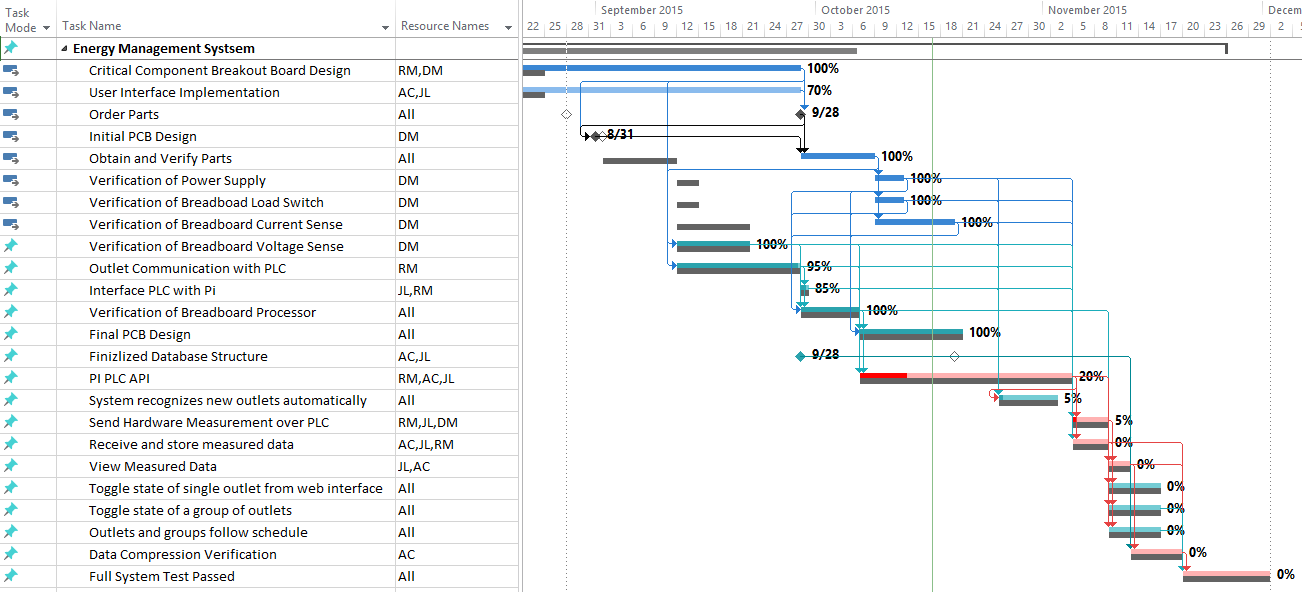 Task Mode Task Name Resource Names
September 2015 October 2015 November 2015 Decem
22 25 28 31 3 6 9 12 15 18 21 24 27 30 3 6 9 12 15 18 21 24 27 30 2 5 8 11 14 17 20 23 26 29 2 5
Energy Management Systsem
Critical Component Breakout Board Design RM,DM 100%
User Interface Implementation AC,JL 70%
Order Parts All 9/28
Initial PCB Design DM 8/31
Obtain and Verify Parts All 100%
Verification of Power Supply DM 100%
Verification of Breadboad Load Switch DM 100%
Verification of Breadboard Current Sense DM 100%
Verification of Breadboard Voltage Sense DM 100%
Outlet Communication with PLC RM 95%
Interface PLC with Pi JL,RM 85%
Verification of Breadboard Processor All 100%
Final PCB Design All 100%
Finizlized Database Structure AC,JL 9/28
PI PLC API RM,AC,JL 20%
System recognizes new outlets automatically All 5%
Send Hardware Measurement over PLC RM,JL,DM 5%
Receive and store measured data AC,JL,RM 0%
View Measured Data JL,AC 0%
Toggle state of single outlet from web interface All 0%
Toggle state of a group of outlets All 0%
Outlets and groups follow schedule All 0%
Data Compression Verification AC 0%
Full System Test Passed All 0%